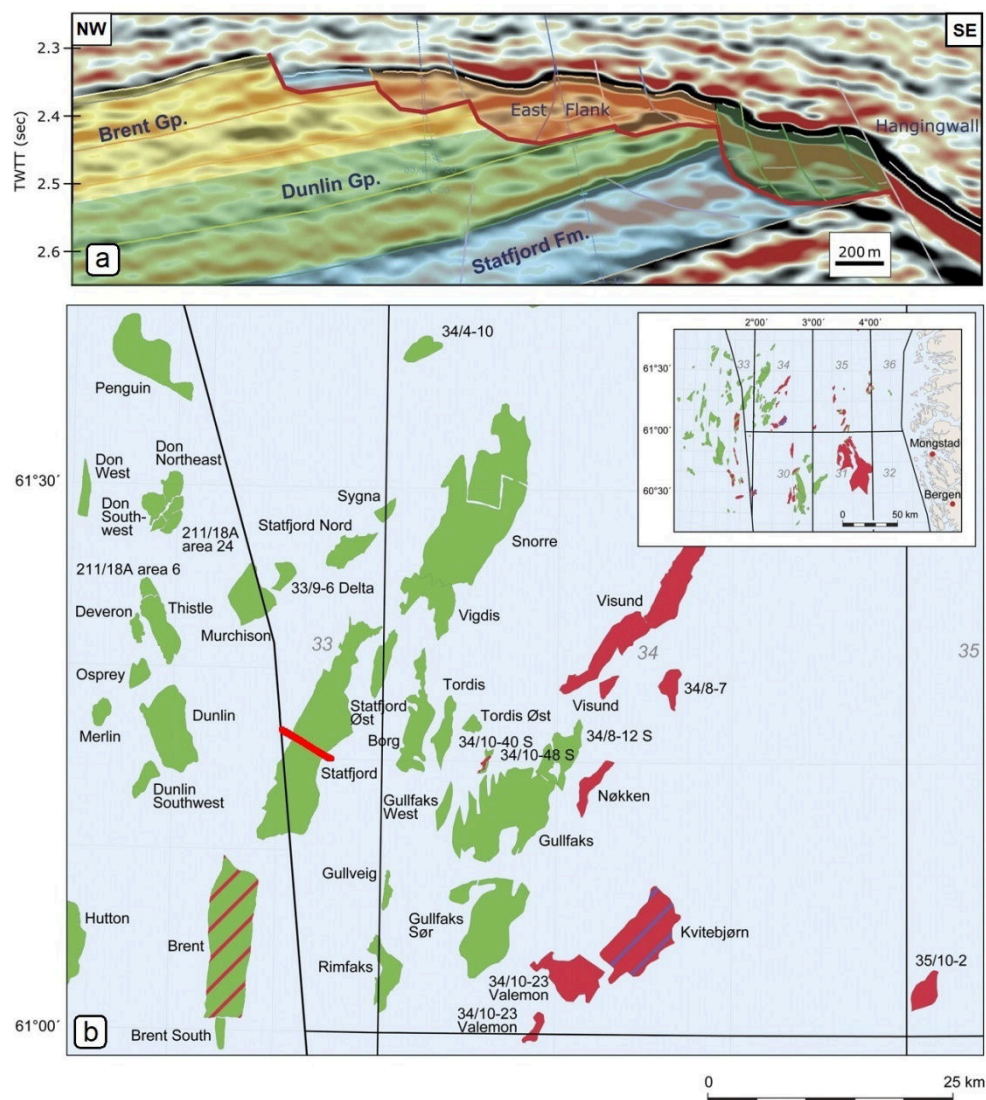 NW
SE
2.3
2.4
2.5
2.6
TWTT (sec)
Brent Gp.
East Flank
Hangingwall
Dunlin Gp.
Statfjord Fm.
200 m
a
34/4-10
Penguin
2°00´
3°00´
4°00´
61°30´
61°00´
60°30´
33
34
35
36
30
31
32
Mongstad
Bergen
0
50 km
61°30´
Don
West
Don
Northeast
Don
South-
west
211/18A
area 24
Sygna
Statfjord Nord
Snorre
211/18A area 6
33/9-6 Delta
Deveron
Thistle
Murchison
33
Vigdis
Visund
34
35
Osprey
Merlin
Dunlin
Statfjord
Øst
Tordis
Visund
34/8-7
Borg
Tordis Øst
34/10-40 S
34/10-48 S
34/8-12 S
Statfjord
Dunlin
Southwest
Gullfaks
West
Nøkken
Gullfaks
Gullveig
Hutton
Brent
Gullfaks
Sør
Kvitebjørn
Rimfaks
34/10-23
Valemon
35/10-2
34/10-23
Valemon
61°00´
Brent South
b
0
25 km